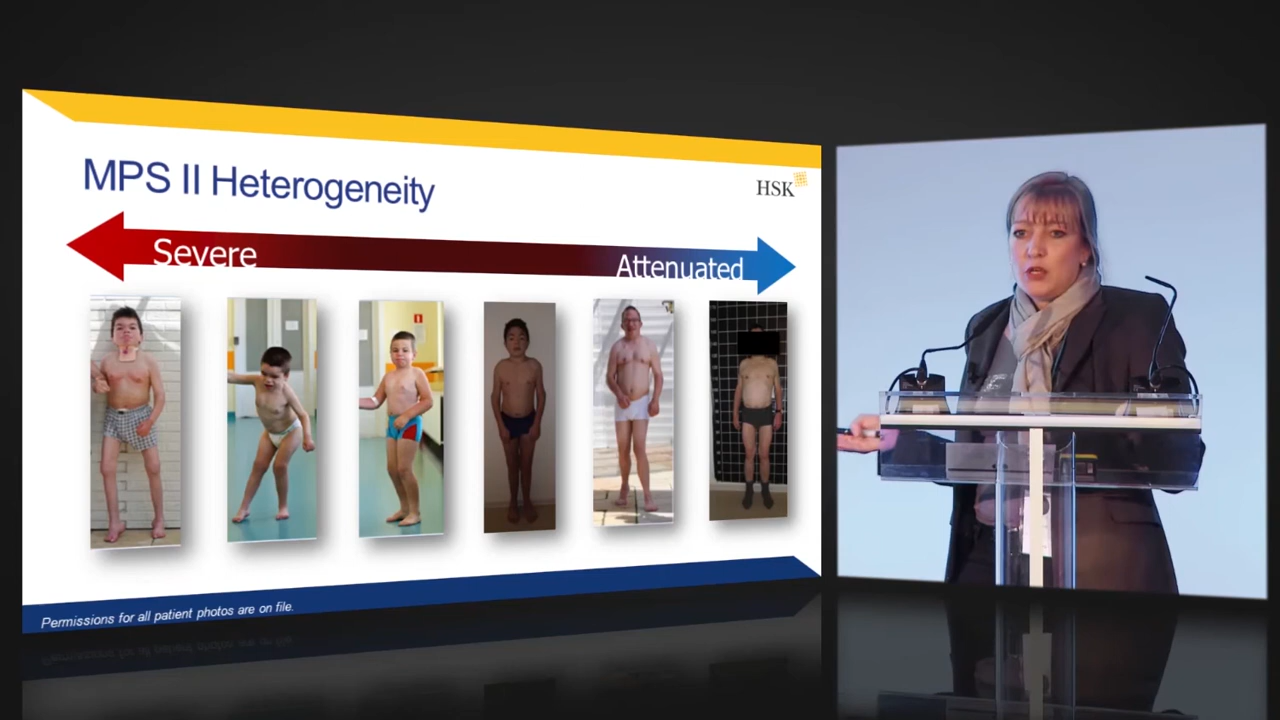 MPS II Heterogeneity
HSK
Severe
Attenuated
Permissions for all patient photos are on file.